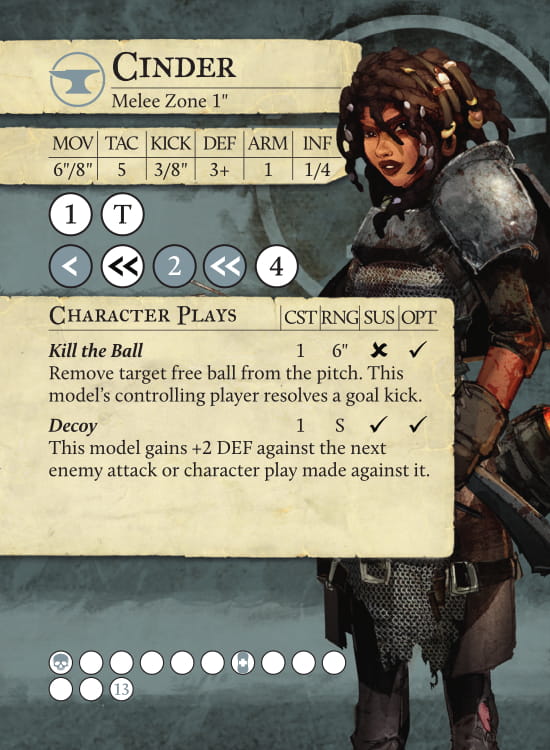 CINDER
Melee Zone 1"
MOV TAC KICK DEF ARM INF
6"/8" 5 3/8" 3+ 1 1/4
1 T
< << 2 << 4
CHARACTER PLAYS CST RNG SUS OPT
Kill the Ball 1 6" ✘ ✓
Remove target free ball from the pitch. This
model's controlling player resolves a goal kick.
Decoy 1 S ✓ ✓
This model gains +2 DEF against the next
enemy attack or character play made against it.
13